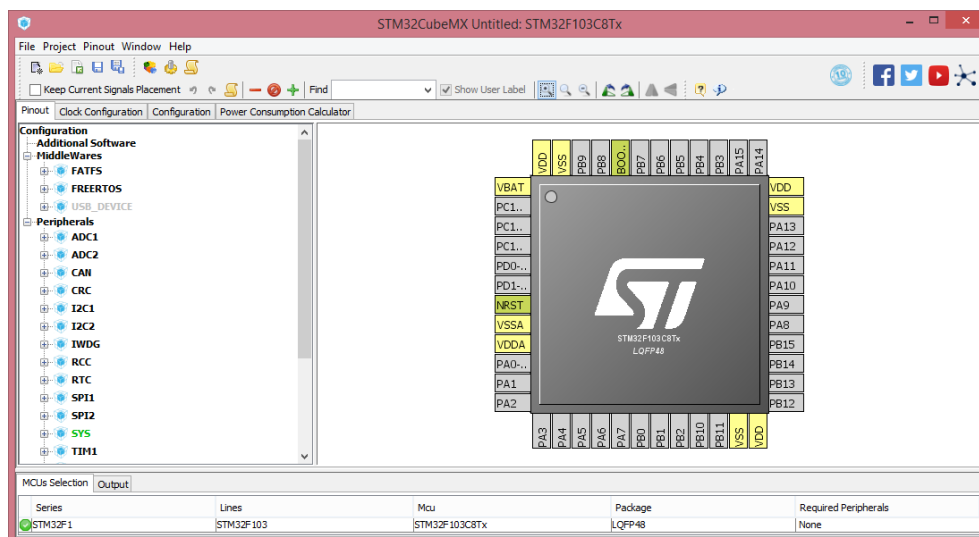 STM32CubeMX Untitled: STM32F103C8Tx
File Project Pinout Window Help
Keep Current Signals Placement Find Show User Label
Pinout Clock Configuration Configuration Power Consumption Calculator
Configuration
Additional Software
MiddleWares
FATFS
FREERTOS
USB_DEVICE
Peripherals
ADC1
ADC2
CAN
CRC
I2C1
I2C2
IWDG
RCC
RTC
SPI1
SPI2
SYS
TIM1
VDD VSS PB9 PB8 BOO.. PB7 PB6 PB5 PB4 PB3 PA15 PA14
VBAT VDD
PC1.. VSS
PC1.. PA13
PC1.. PA12
PD0-.. PA11
PD1-.. PA10
NRST PA9
VSSA PA8
VDDA PB15
PA0-.. PB14
PA1 PB13
PA2 PB12
ST
STM32F103C8Tx
LQFP48
PA3 PA4 PA5 PA6 PA7 PB0 PB1 PB2 PB10 PB11 VSS VDD
MCUs Selection Output
Series Lines Mcu Package Required Peripherals
STM32F1 STM32F103 STM32F103C8Tx LQFP48 None